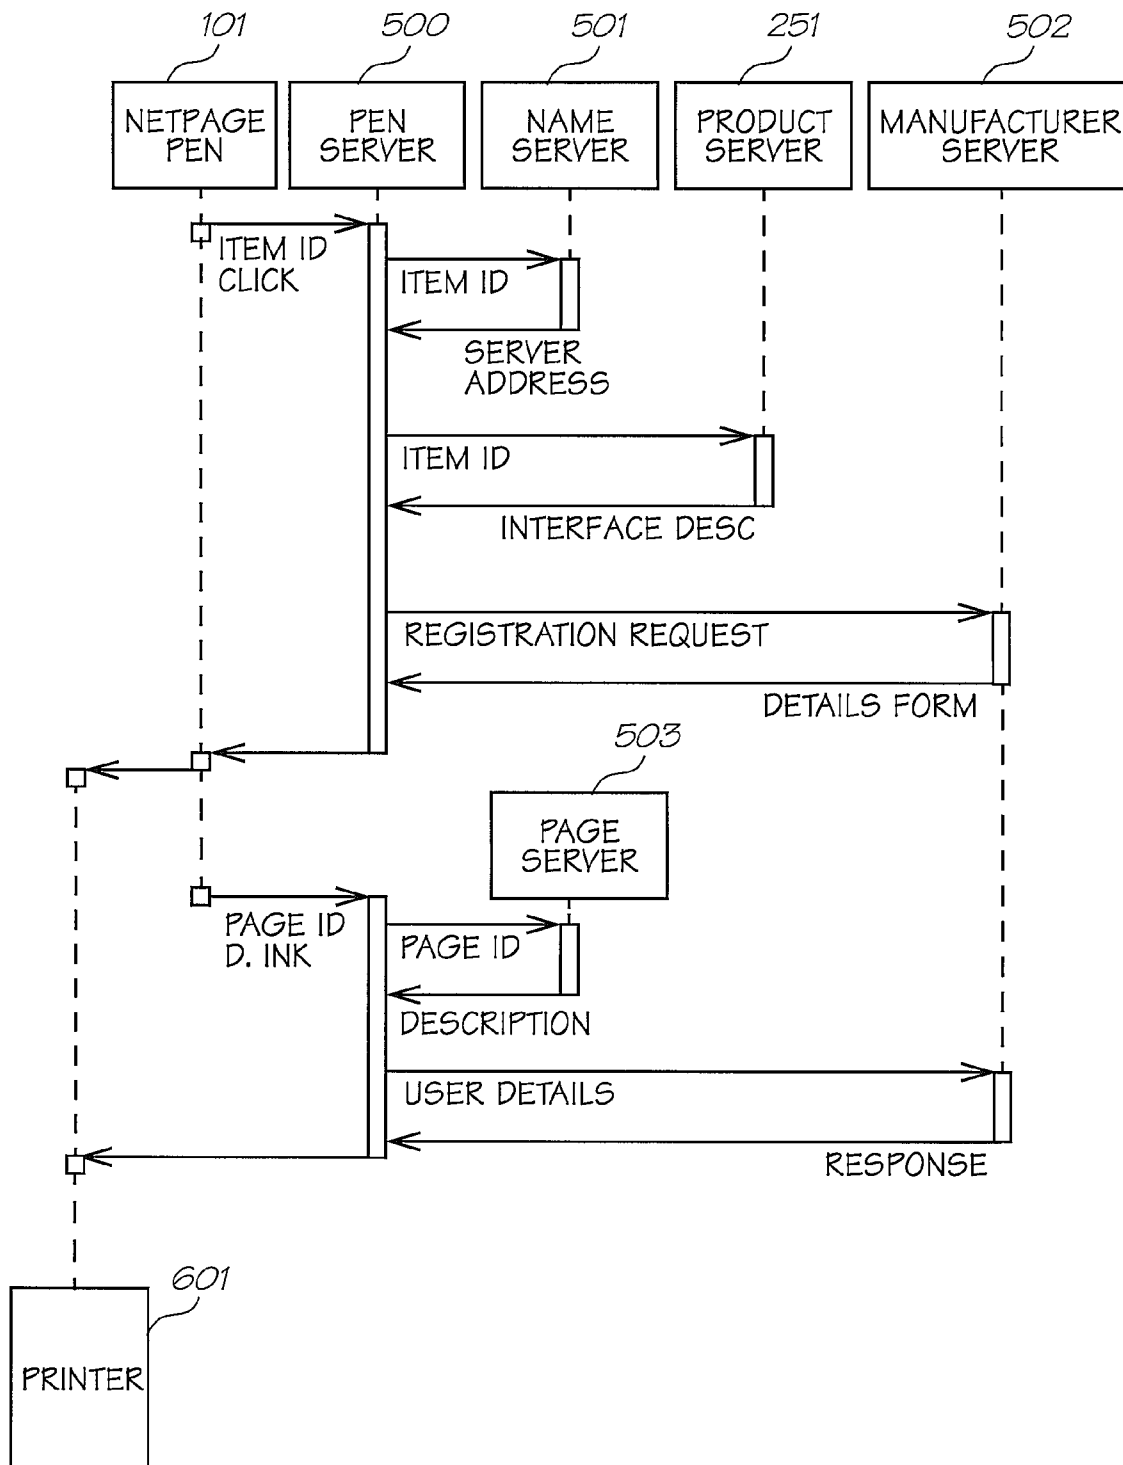 101
500
501
251
502
NETPAGE
PEN
PEN
SERVER
NAME
SERVER
PRODUCT
SERVER
MANUFACTURER
SERVER
ITEM ID
CLICK
ITEM ID
SERVER
ADDRESS
ITEM ID
INTERFACE DESC
REGISTRATION REQUEST
DETAILS FORM
503
PAGE
SERVER
PAGE ID
D. INK
PAGE ID
DESCRIPTION
USER DETAILS
RESPONSE
601
PRINTER